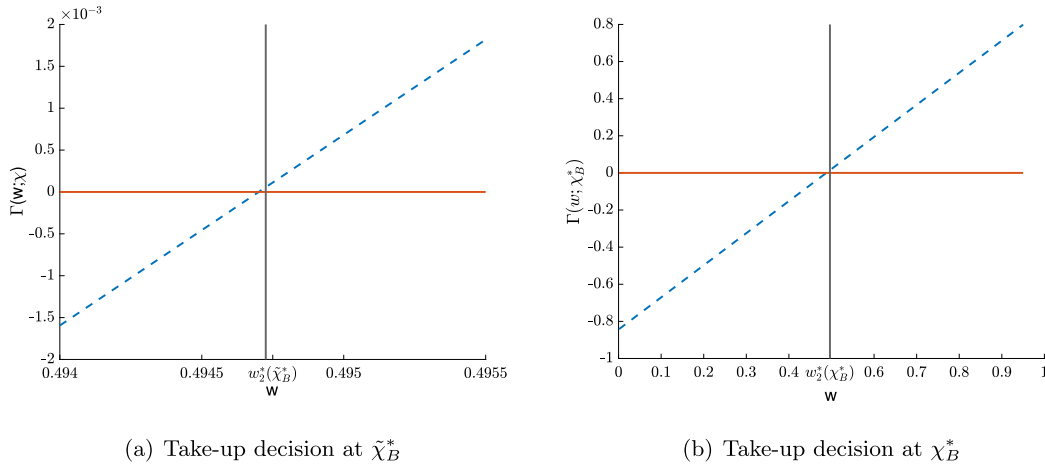 ×10⁻³
2
1.5
1
0.5
0
-0.5
-1
-1.5
-2
Γ(w;χ)
0.494 0.4945 w₂*(χ̃_B*) 0.495 0.4955
w
(a) Take-up decision at χ̃_B*
0.8
0.6
0.4
0.2
0
-0.2
-0.4
-0.6
-0.8
-1
Γ(w; χ_B*)
0 0.1 0.2 0.3 0.4 w₂*(χ_B*) 0.6 0.7 0.8 0.9 1
w
(b) Take-up decision at χ_B*